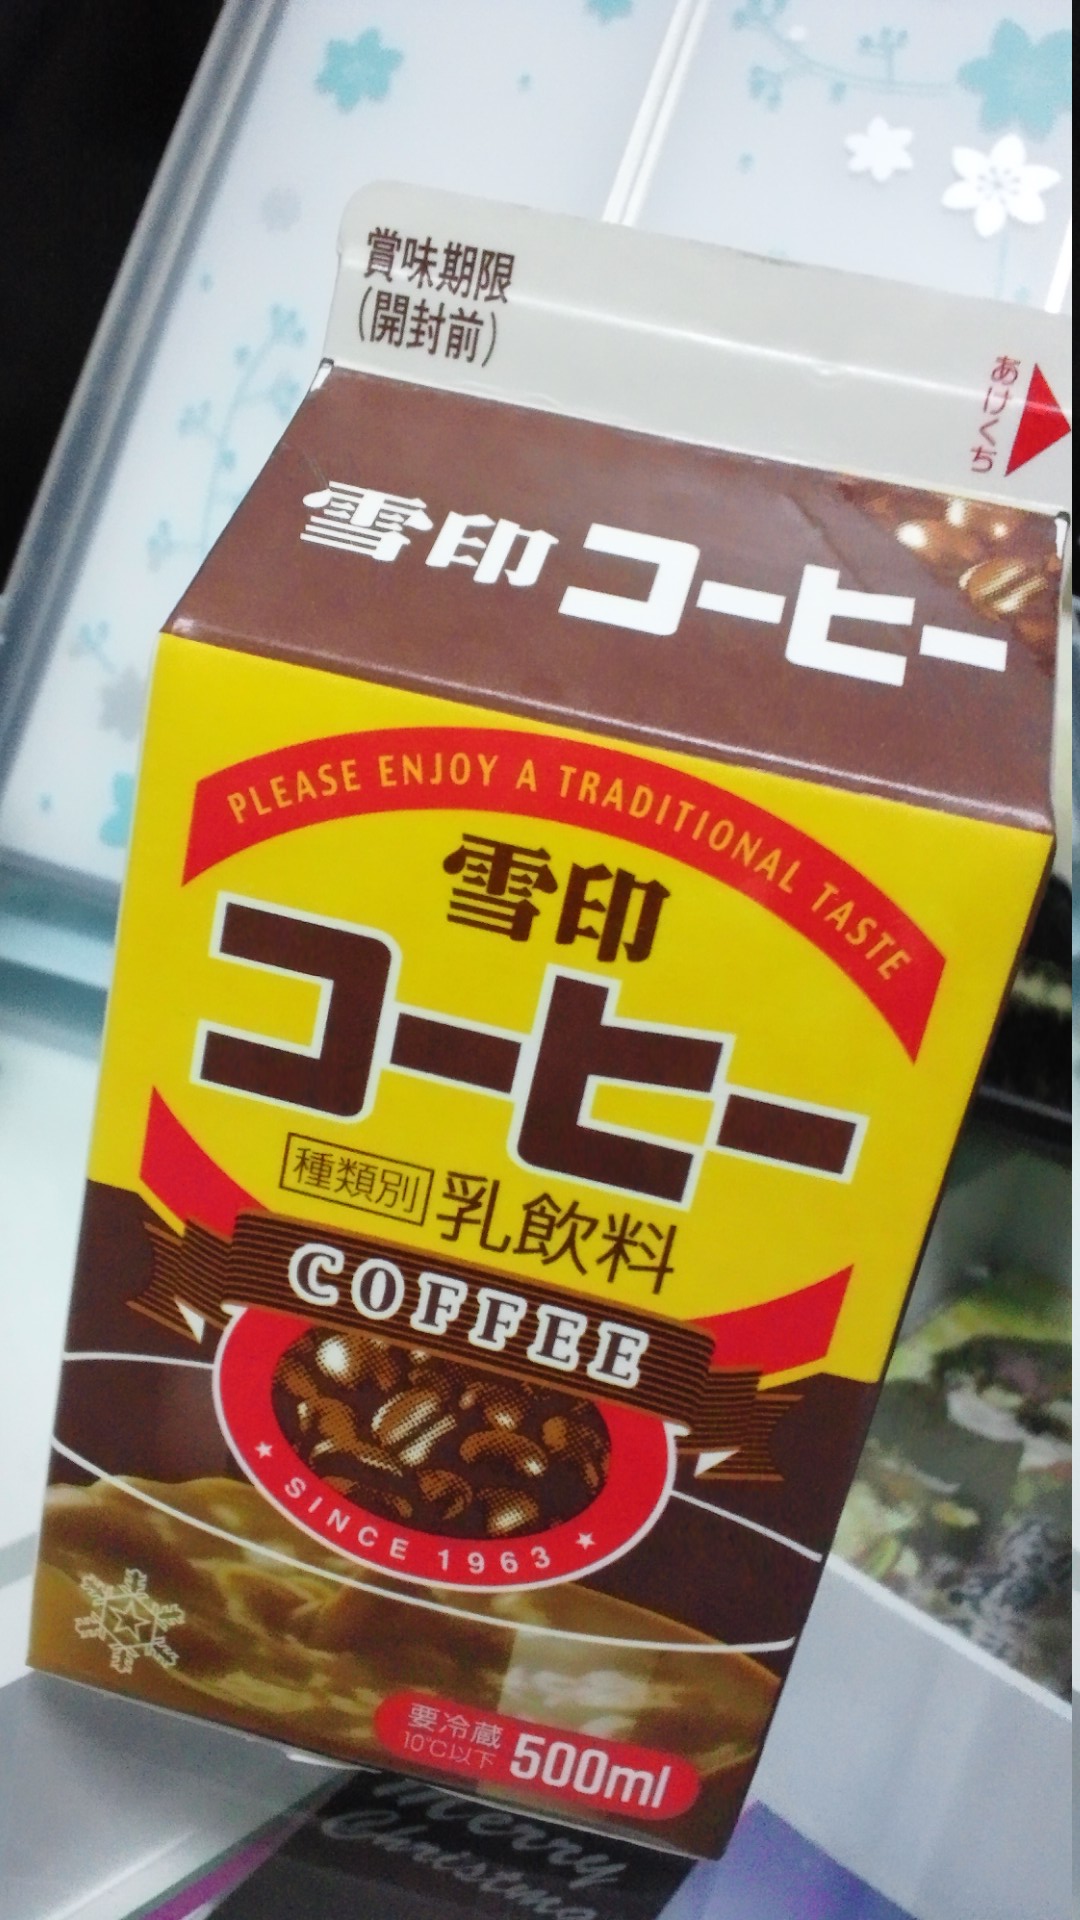 賞味期限
(開封前)
あけくち
雪印コーヒー
PLEASE ENJOY A TRADITIONAL TASTE
雪印
コーヒー
種類別 乳飲料
COFFEE
★ SINCE 1963 ★
要冷蔵
10℃以下
500ml
Merry